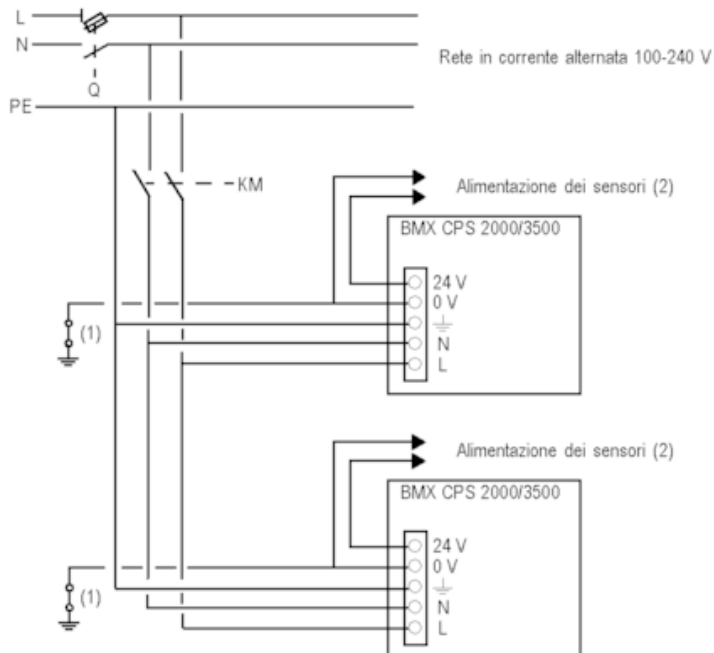 L
N
Rete in corrente alternata 100-240 V
Q
PE
KM
Alimentazione dei sensori (2)
BMX CPS 2000/3500
24 V
0 V
(1)
N
L
Alimentazione dei sensori (2)
BMX CPS 2000/3500
24 V
0 V
(1)
N
L